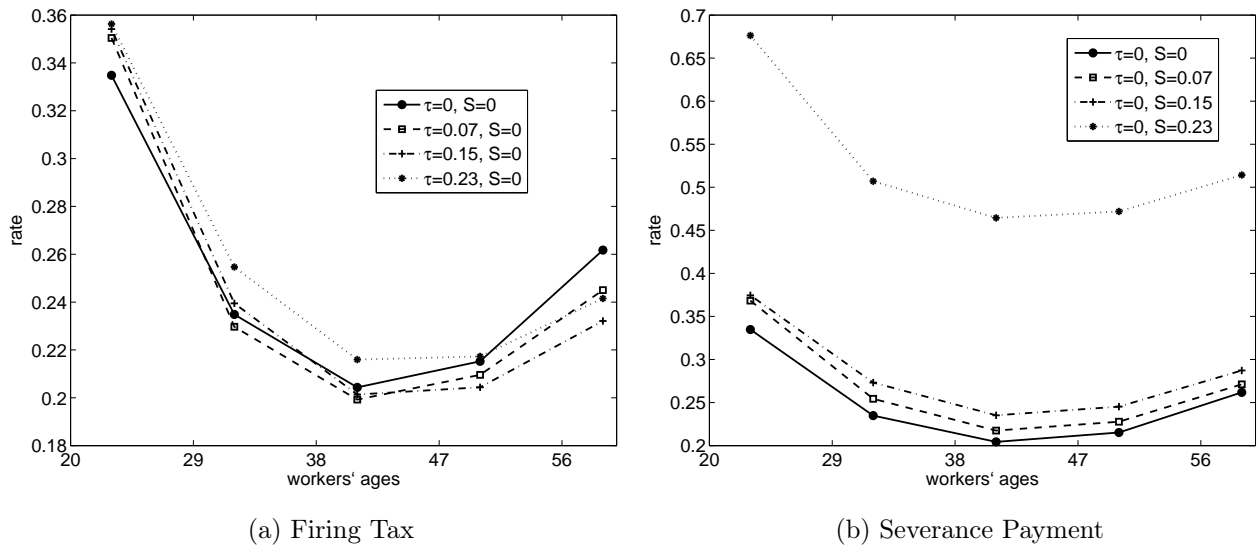 0.36
0.34
0.32
0.3
0.28
0.26
0.24
0.22
0.2
0.18
rate
20 29 38 47 56
workers‘ ages
τ=0, S=0
τ=0.07, S=0
τ=0.15, S=0
τ=0.23, S=0
(a) Firing Tax
0.7
0.65
0.6
0.55
0.5
0.45
0.4
0.35
0.3
0.25
0.2
rate
20 29 38 47 56
workers‘ ages
τ=0, S=0
τ=0, S=0.07
τ=0, S=0.15
τ=0, S=0.23
(b) Severance Payment